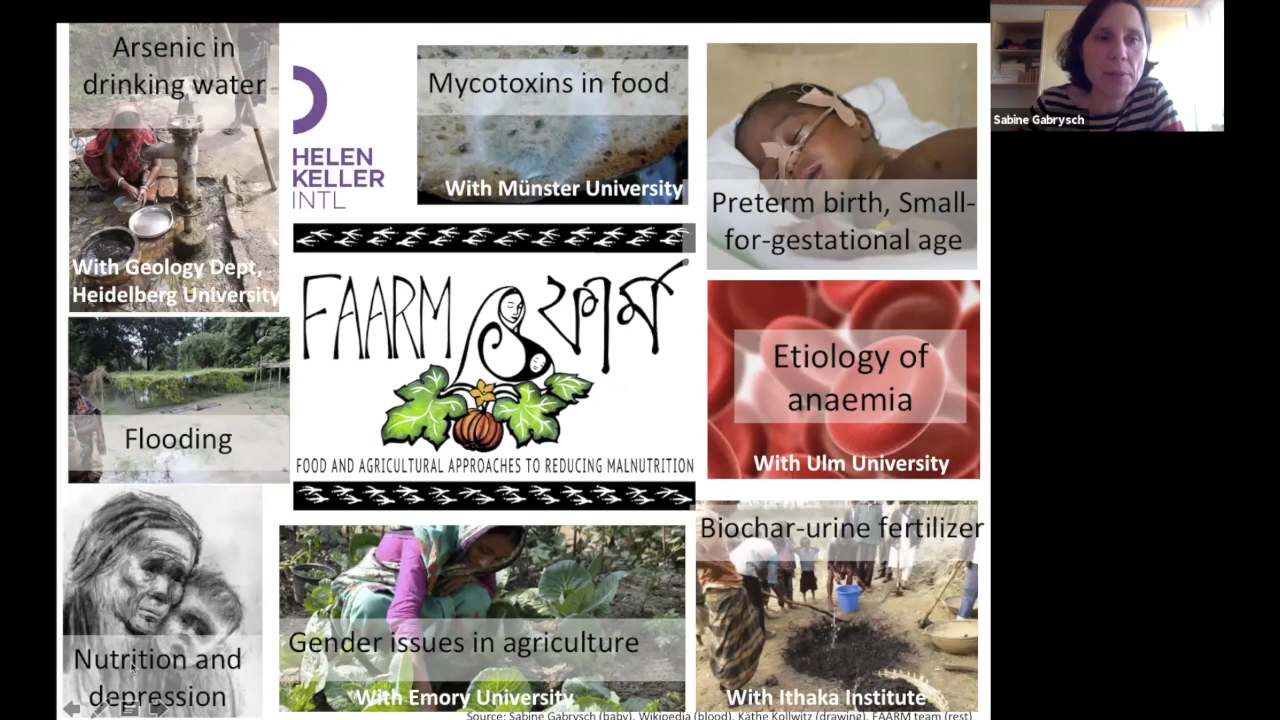 Arsenic in
drinking water
With Geology Dept,
Heidelberg University
HELEN
KELLER
INTL
Mycotoxins in food
With Münster University
Preterm birth, Small-
for-gestational age
Sabine Gabrysch
FAARM ফার্ম
FOOD AND AGRICULTURAL APPROACHES TO REDUCING MALNUTRITION
Flooding
Etiology of
anaemia
With Ulm University
Nutrition and
depression
Gender issues in agriculture
With Emory University
Biochar-urine fertilizer
With Ithaka Institute
Source: Sabine Gabrysch (baby), Wikipedia (blood), Käthe Kollwitz (drawing), FAARM team (rest)